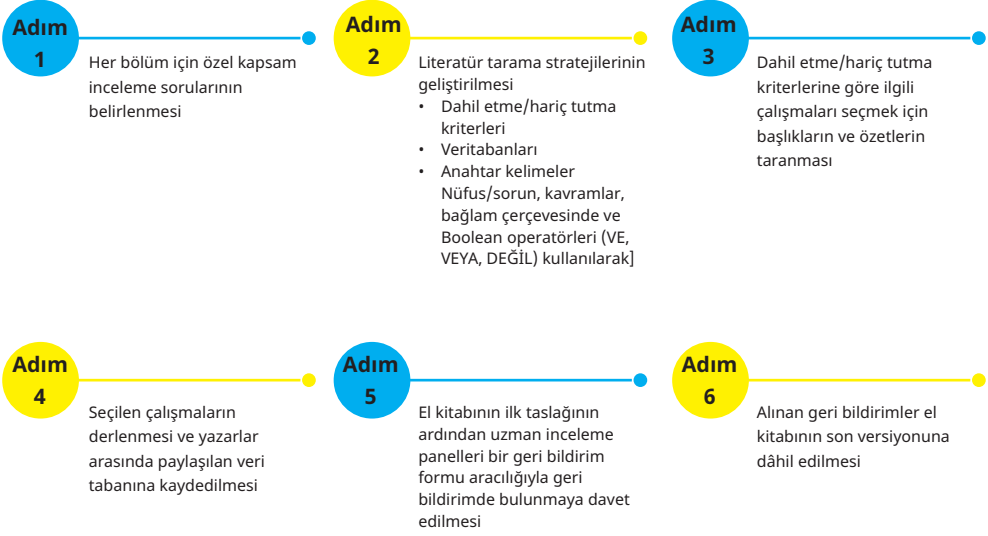 Adım
1
Her bölüm için özel kapsam
inceleme sorularının
belirlenmesi
Adım
2
Literatür tarama stratejilerinin
geliştirilmesi
• Dahil etme/hariç tutma
kriterleri
• Veritabanları
• Anahtar kelimeler
Nüfus/sorun, kavramlar,
bağlam çerçevesinde ve
Boolean operatörleri (VE,
VEYA, DEĞİL) kullanılarak]
Adım
3
Dahil etme/hariç tutma
kriterlerine göre ilgili
çalışmaları seçmek için
başlıkların ve özetlerin
taranması
Adım
4
Seçilen çalışmaların
derlenmesi ve yazarlar
arasında paylaşılan veri
tabanına kaydedilmesi
Adım
5
El kitabının ilk taslağının
ardından uzman inceleme
panelleri bir geri bildirim
formu aracılığıyla geri
bildirimde bulunmaya davet
edilmesi
Adım
6
Alınan geri bildirimler el
kitabının son versiyonuna
dâhil edilmesi